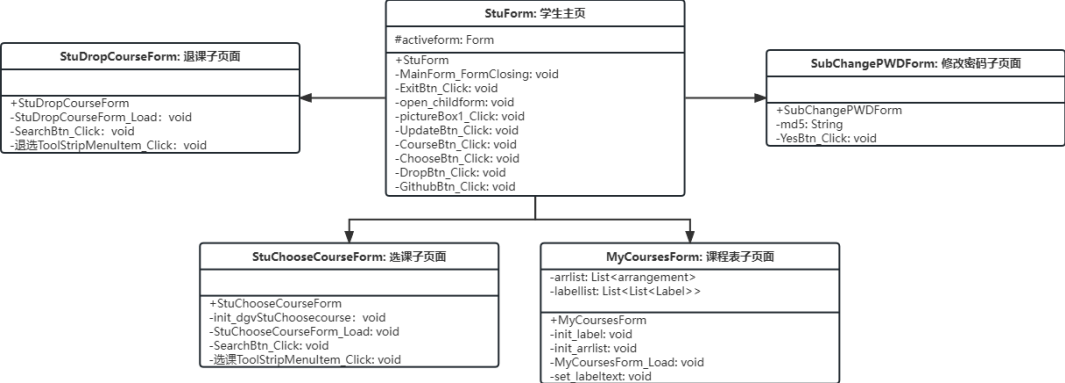 StuForm: 学生主页
#activeform: Form
+StuForm
-MainForm_FormClosing: void
-ExitBtn_Click: void
-open_childform: void
-pictureBox1_Click: void
-UpdateBtn_Click: void
-CourseBtn_Click: void
-ChooseBtn_Click: void
-DropBtn_Click: void
-GithubBtn_Click: void
StuDropCourseForm: 退课子页面
+StuDropCourseForm
-StuDropCourseForm_Load：void
-SearchBtn_Click：void
-退选ToolStripMenuItem_Click：void
SubChangePWDForm: 修改密码子页面
+SubChangePWDForm
-md5: String
-YesBtn_Click: void
StuChooseCourseForm: 选课子页面
+StuChooseCourseForm
-init_dgvStuChoosecourse：void
-StuChooseCourseForm_Load: void
-SearchBtn_Click: void
-选课ToolStripMenuItem_Click: void
MyCoursesForm: 课程表子页面
-arrlist: List<arrangement>
-labellist: List<List<Label>>
+MyCoursesForm
-init_label: void
-init_arrlist: void
-MyCoursesForm_Load: void
-set_labeltext: void